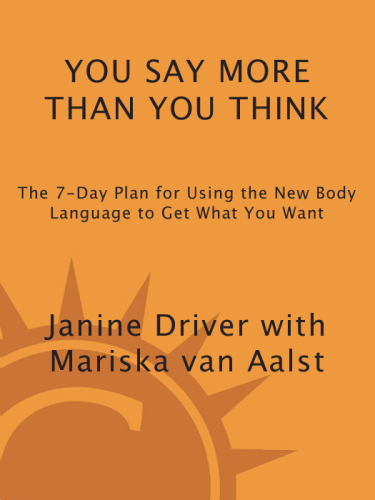 YOU SAY MORE
THAN YOU THINK
The 7-Day Plan for Using the New Body
Language to Get What You Want
Janine Driver with
Mariska van Aalst